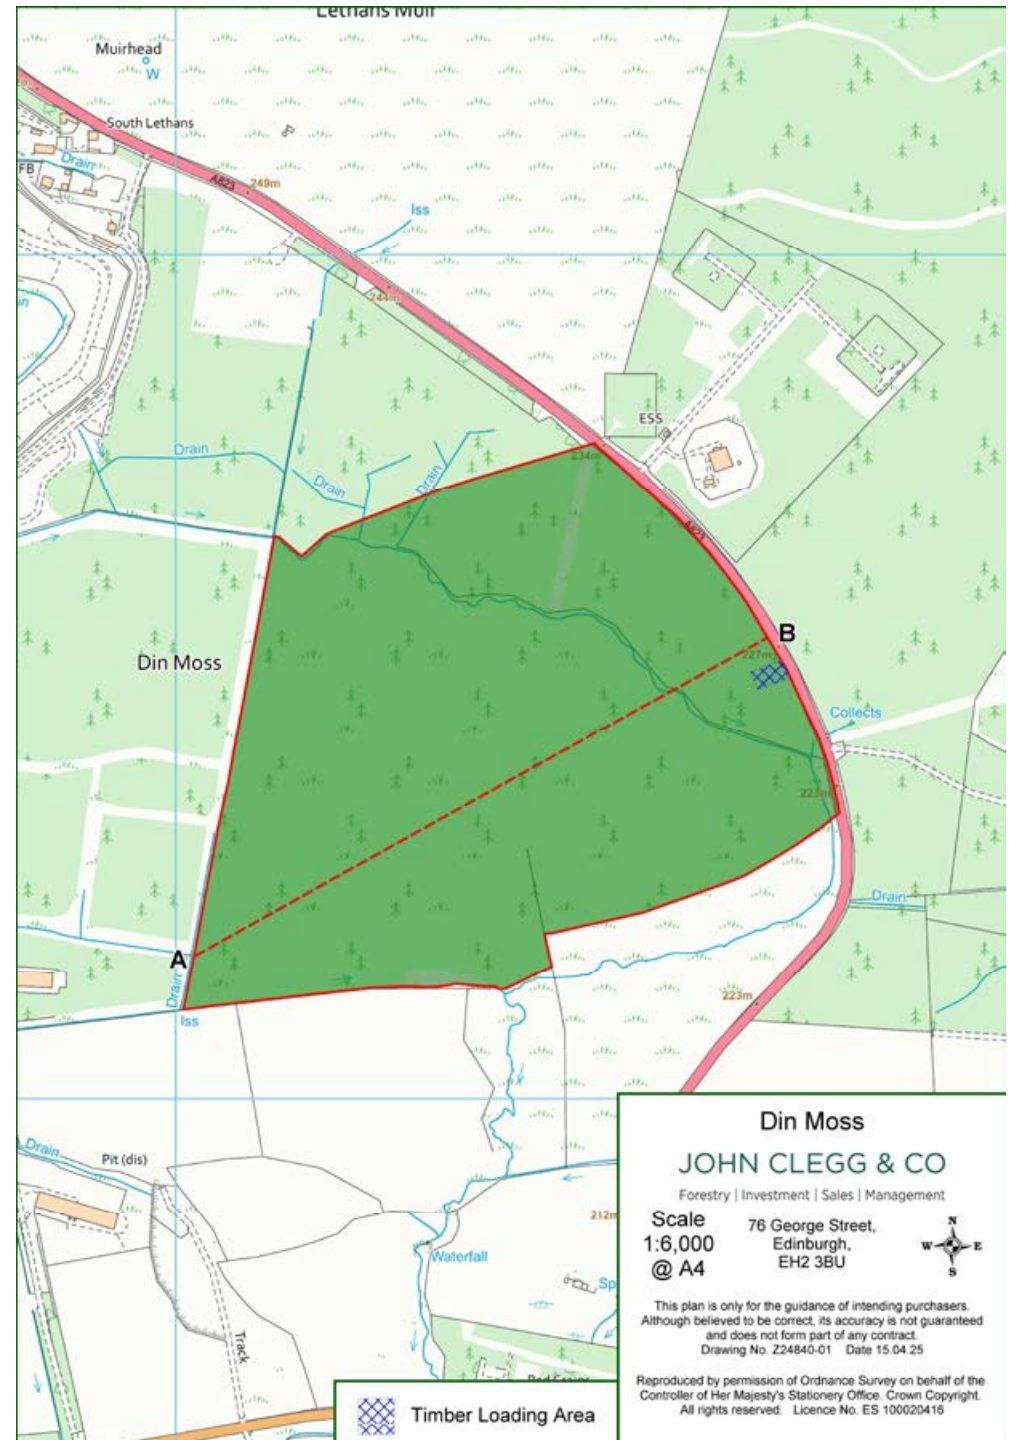 Lethans Muir
Muirhead
W
South Lethans
Drain
FB
A823
249m
Iss
244m
ESS
Drain
Drain
Drain
234m
A823
B
227m
Din Moss
Collects
223m
A
Drain
Drain
Iss
223m
Drain
Pit (dis)
212m
Waterfall
Sp
Track
Din Moss
JOHN CLEGG & CO
Forestry | Investment | Sales | Management
Scale
1:6,000
@ A4
76 George Street,
Edinburgh,
EH2 3BU
N
W E
S
This plan is only for the guidance of intending purchasers.
Although believed to be correct, its accuracy is not guaranteed
and does not form part of any contract.
Drawing No. Z24840-01 Date 15.04.25
Reproduced by permission of Ordnance Survey on behalf of the
Controller of Her Majesty's Stationery Office. Crown Copyright.
All rights reserved. Licence No. ES 100020416
Timber Loading Area